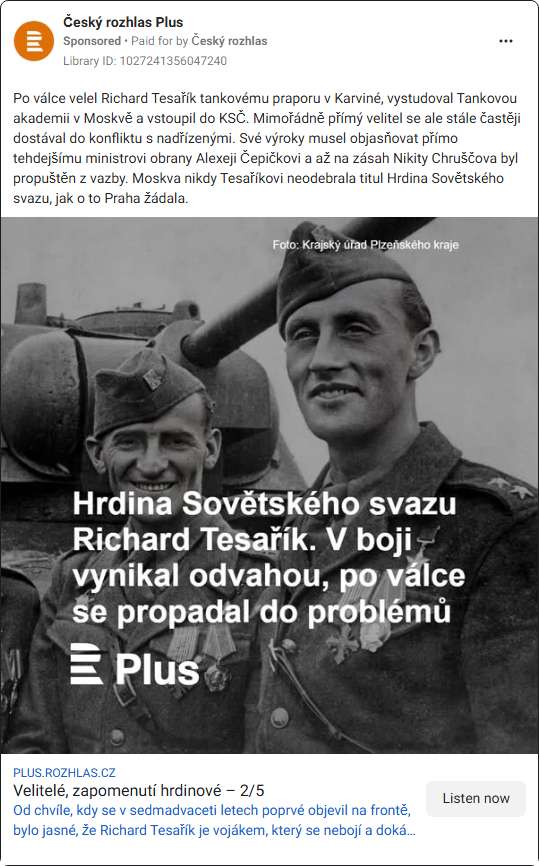 Český rozhlas Plus
Sponsored • Paid for by Český rozhlas
Library ID: 1027241356047240
Po válce velel Richard Tesařík tankovému praporu v Karviné, vystudoval Tankovou
akademii v Moskvě a vstoupil do KSČ. Mimořádně přímý velitel se ale stále častěji
dostával do konfliktu s nadřízenými. Své výroky musel objasňovat přímo
tehdejšímu ministrovi obrany Alexeji Čepičkovi a až na zásah Nikity Chruščova byl
propuštěn z vazby. Moskva nikdy Tesaříkovi neodebrala titul Hrdina Sovětského
svazu, jak o to Praha žádala.
Foto: Krajský úřad Plzeňského kraje
Hrdina Sovětského svazu
Richard Tesařík. V boji
vynikal odvahou, po válce
se propadal do problémů
Plus
PLUS.ROZHLAS.CZ
Velitelé, zapomenutí hrdinové – 2/5
Od chvíle, kdy se v sedmadvaceti letech poprvé objevil na frontě,
bylo jasné, že Richard Tesařík je vojákem, který se nebojí a doká...
Listen now